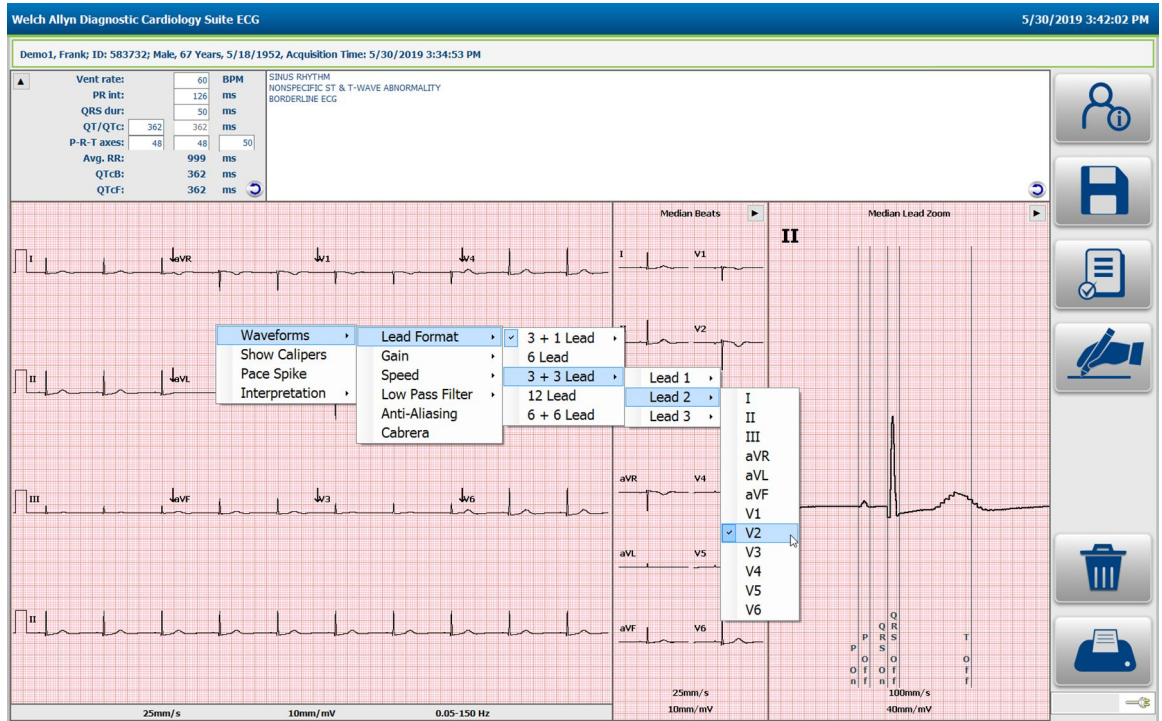 Welch Allyn Diagnostic Cardiology Suite ECG
5/30/2019 3:42:02 PM
Demo1, Frank; ID: 583732; Male, 67 Years, 5/18/1952, Acquisition Time: 5/30/2019 3:34:53 PM
Vent rate: 60 BPM
PR int: 126 ms
QRS dur: 50 ms
QT/QTc: 362 362 ms
P-R-T axes: 48 48 50
Avg. RR: 999 ms
QTcB: 362 ms
QTcF: 362 ms
SINUS RHYTHM
NONSPECIFIC ST & T-WAVE ABNORMALITY
BORDERLINE ECG
I aVR V1 V4
II aVL
III aVF V3 V6
II
25mm/s 10mm/mV 0.05-150 Hz
Waveforms
Show Calipers
Pace Spike
Interpretation
Lead Format
Gain
Speed
Low Pass Filter
Anti-Aliasing
Cabrera
3 + 1 Lead
6 Lead
3 + 3 Lead
12 Lead
6 + 6 Lead
Lead 1
Lead 2
Lead 3
I
II
III
aVR
aVL
aVF
V1
V2
V3
V4
V5
V6
Median Beats
I V1
V2
aVR V4
aVL V5
aVF V6
25mm/s
10mm/mV
Median Lead Zoom
II
P On
P Off
QRS On
QRS Off
T Off
100mm/s
40mm/mV